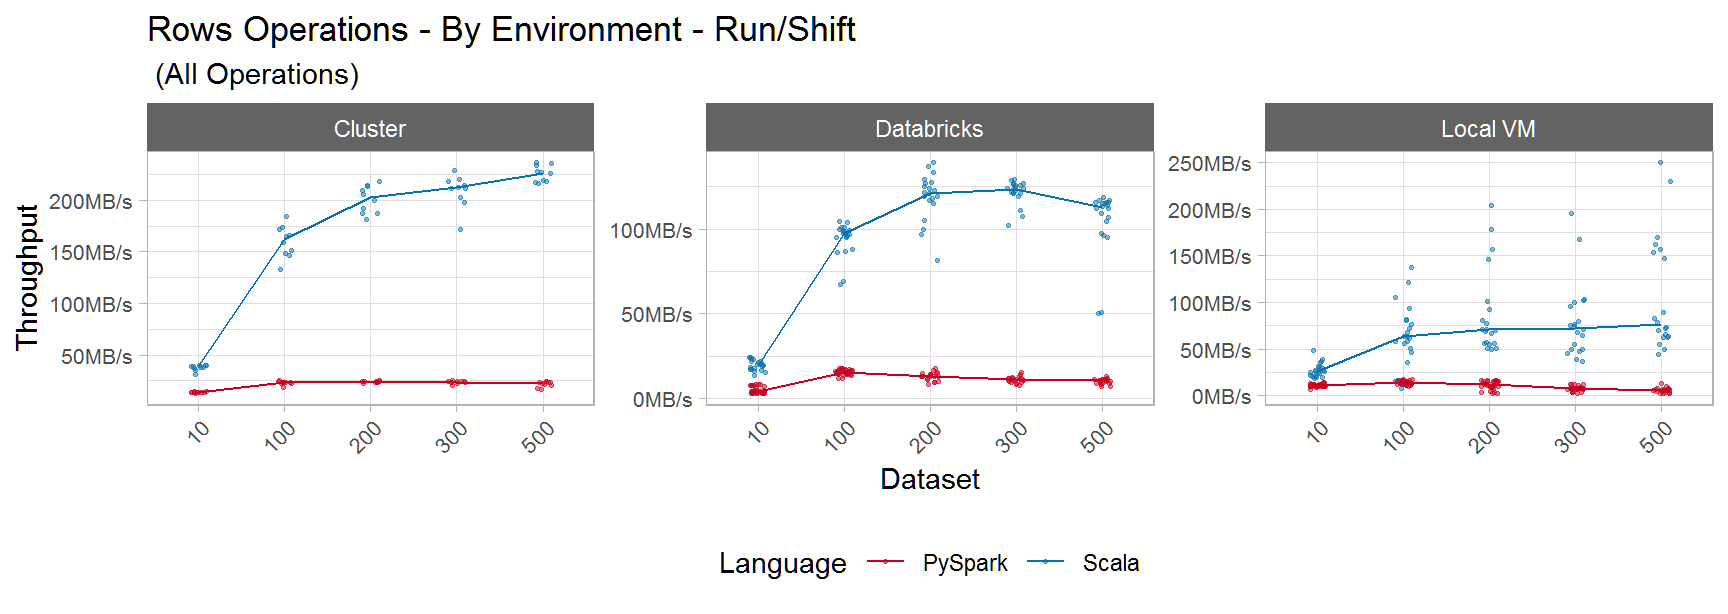 Rows Operations - By Environment - Run/Shift
(All Operations)
Cluster
Databricks
Local VM
Throughput
200MB/s
150MB/s
100MB/s
50MB/s
10
100
200
300
500
100MB/s
50MB/s
0MB/s
10
100
200
300
500
250MB/s
200MB/s
150MB/s
100MB/s
50MB/s
0MB/s
10
100
200
300
500
Dataset
Language PySpark Scala